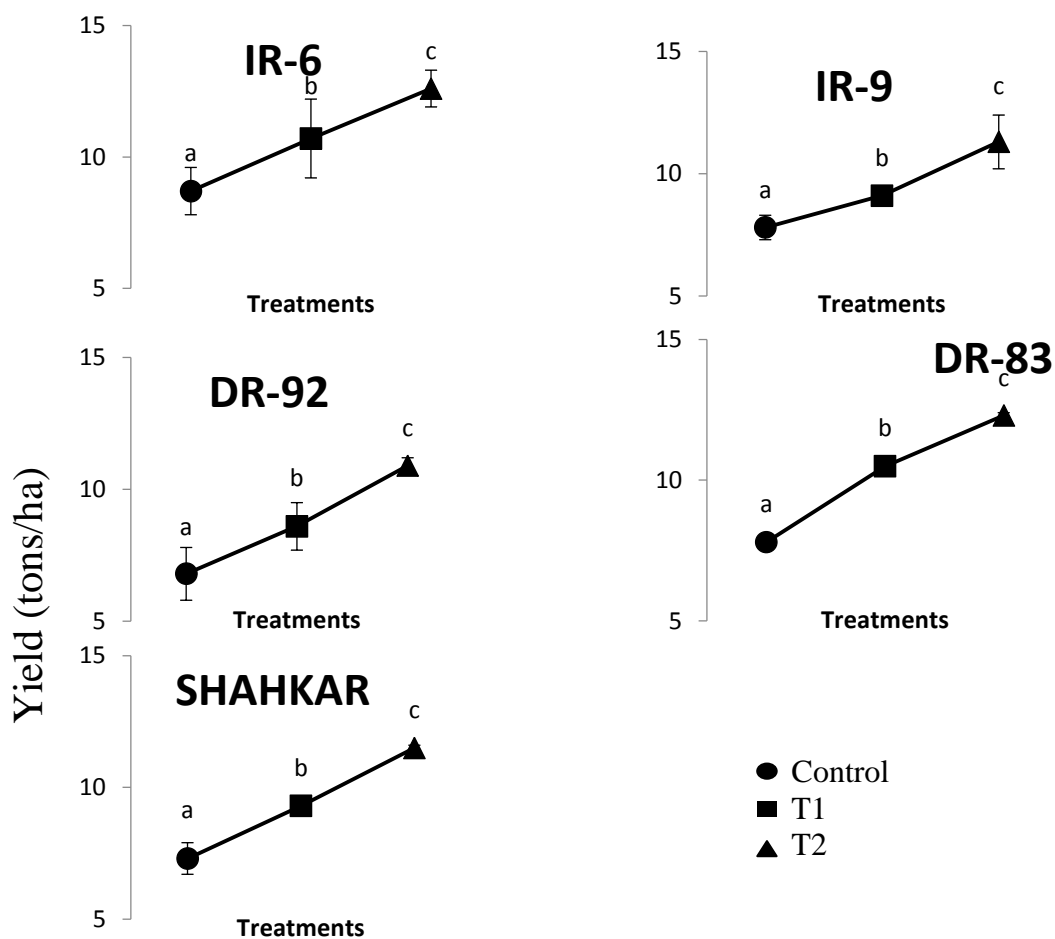 Yield (tons/ha)
IR-6
15
10
5
a
b
c
Treatments
IR-9
15
10
5
a
b
c
Treatments
DR-92
15
10
5
a
b
c
Treatments
DR-83
15
10
5
a
b
c
Treatments
SHAHKAR
15
10
5
a
b
c
Treatments
Control
T1
T2